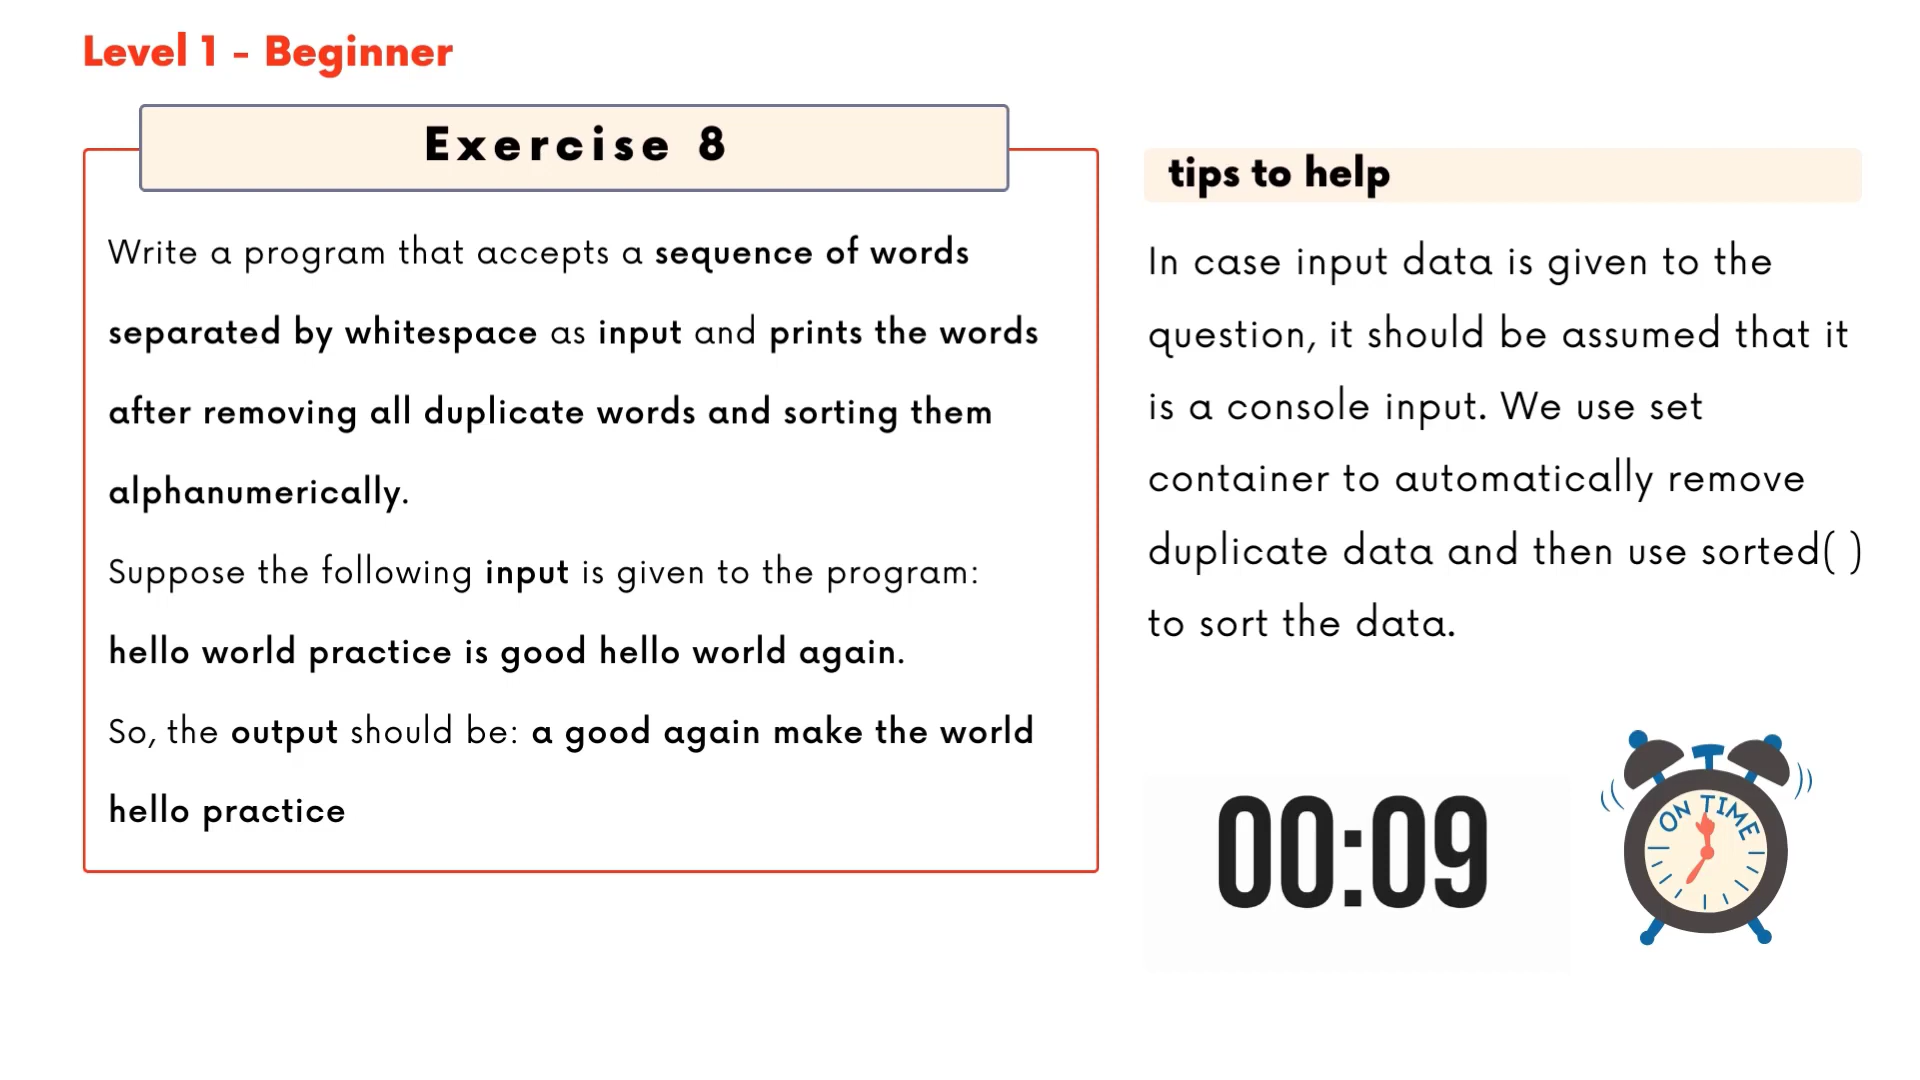 Level 1 - Beginner
Exercise 8
Write a program that accepts a sequence of words
separated by whitespace as input and prints the words
after removing all duplicate words and sorting them
alphanumerically.
Suppose the following input is given to the program:
hello world practice is good hello world again.
So, the output should be: a good again make the world
hello practice
tips to help
In case input data is given to the
question, it should be assumed that it
is a console input. We use set
container to automatically remove
duplicate data and then use sorted( )
to sort the data.
00:09
ON TIME